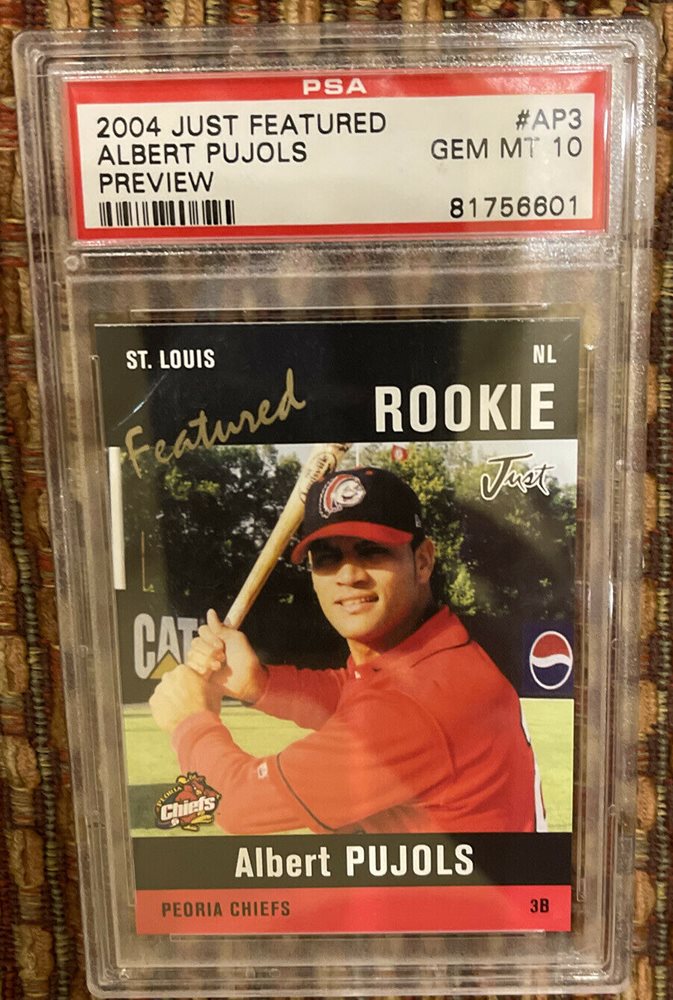 PSA
2004 JUST FEATURED #AP3
ALBERT PUJOLS GEM MT 10
PREVIEW
81756601
ST. LOUIS NL
Featured ROOKIE
Just
CAT
PEORIA
Chiefs
Albert PUJOLS
PEORIA CHIEFS 3B